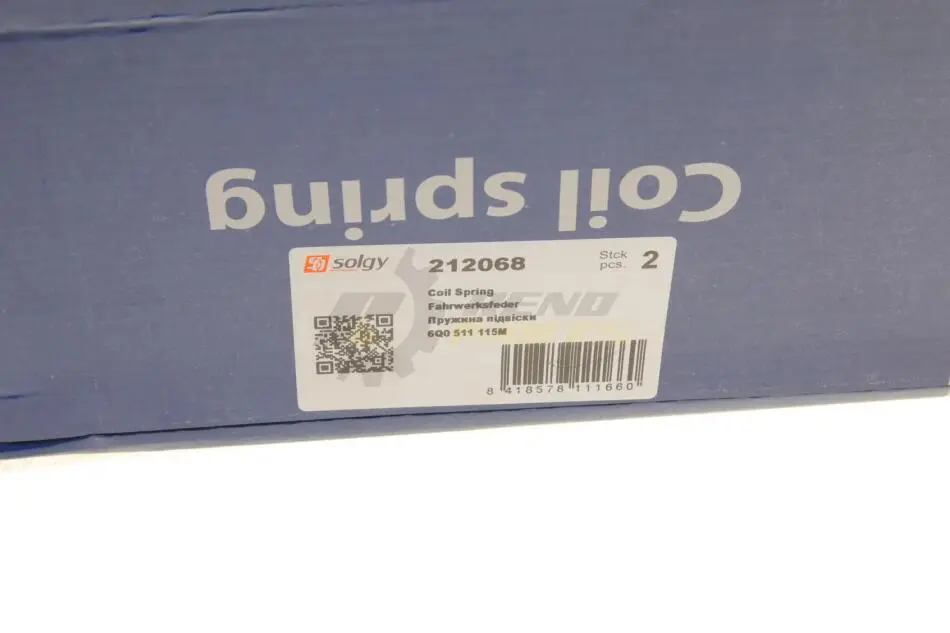 Coil spring
solgy
212068
Stck
pcs. 2
Coil Spring
Fahrwerksfeder
Пружина підвіски
6Q0 511 115M
8 418578 111660